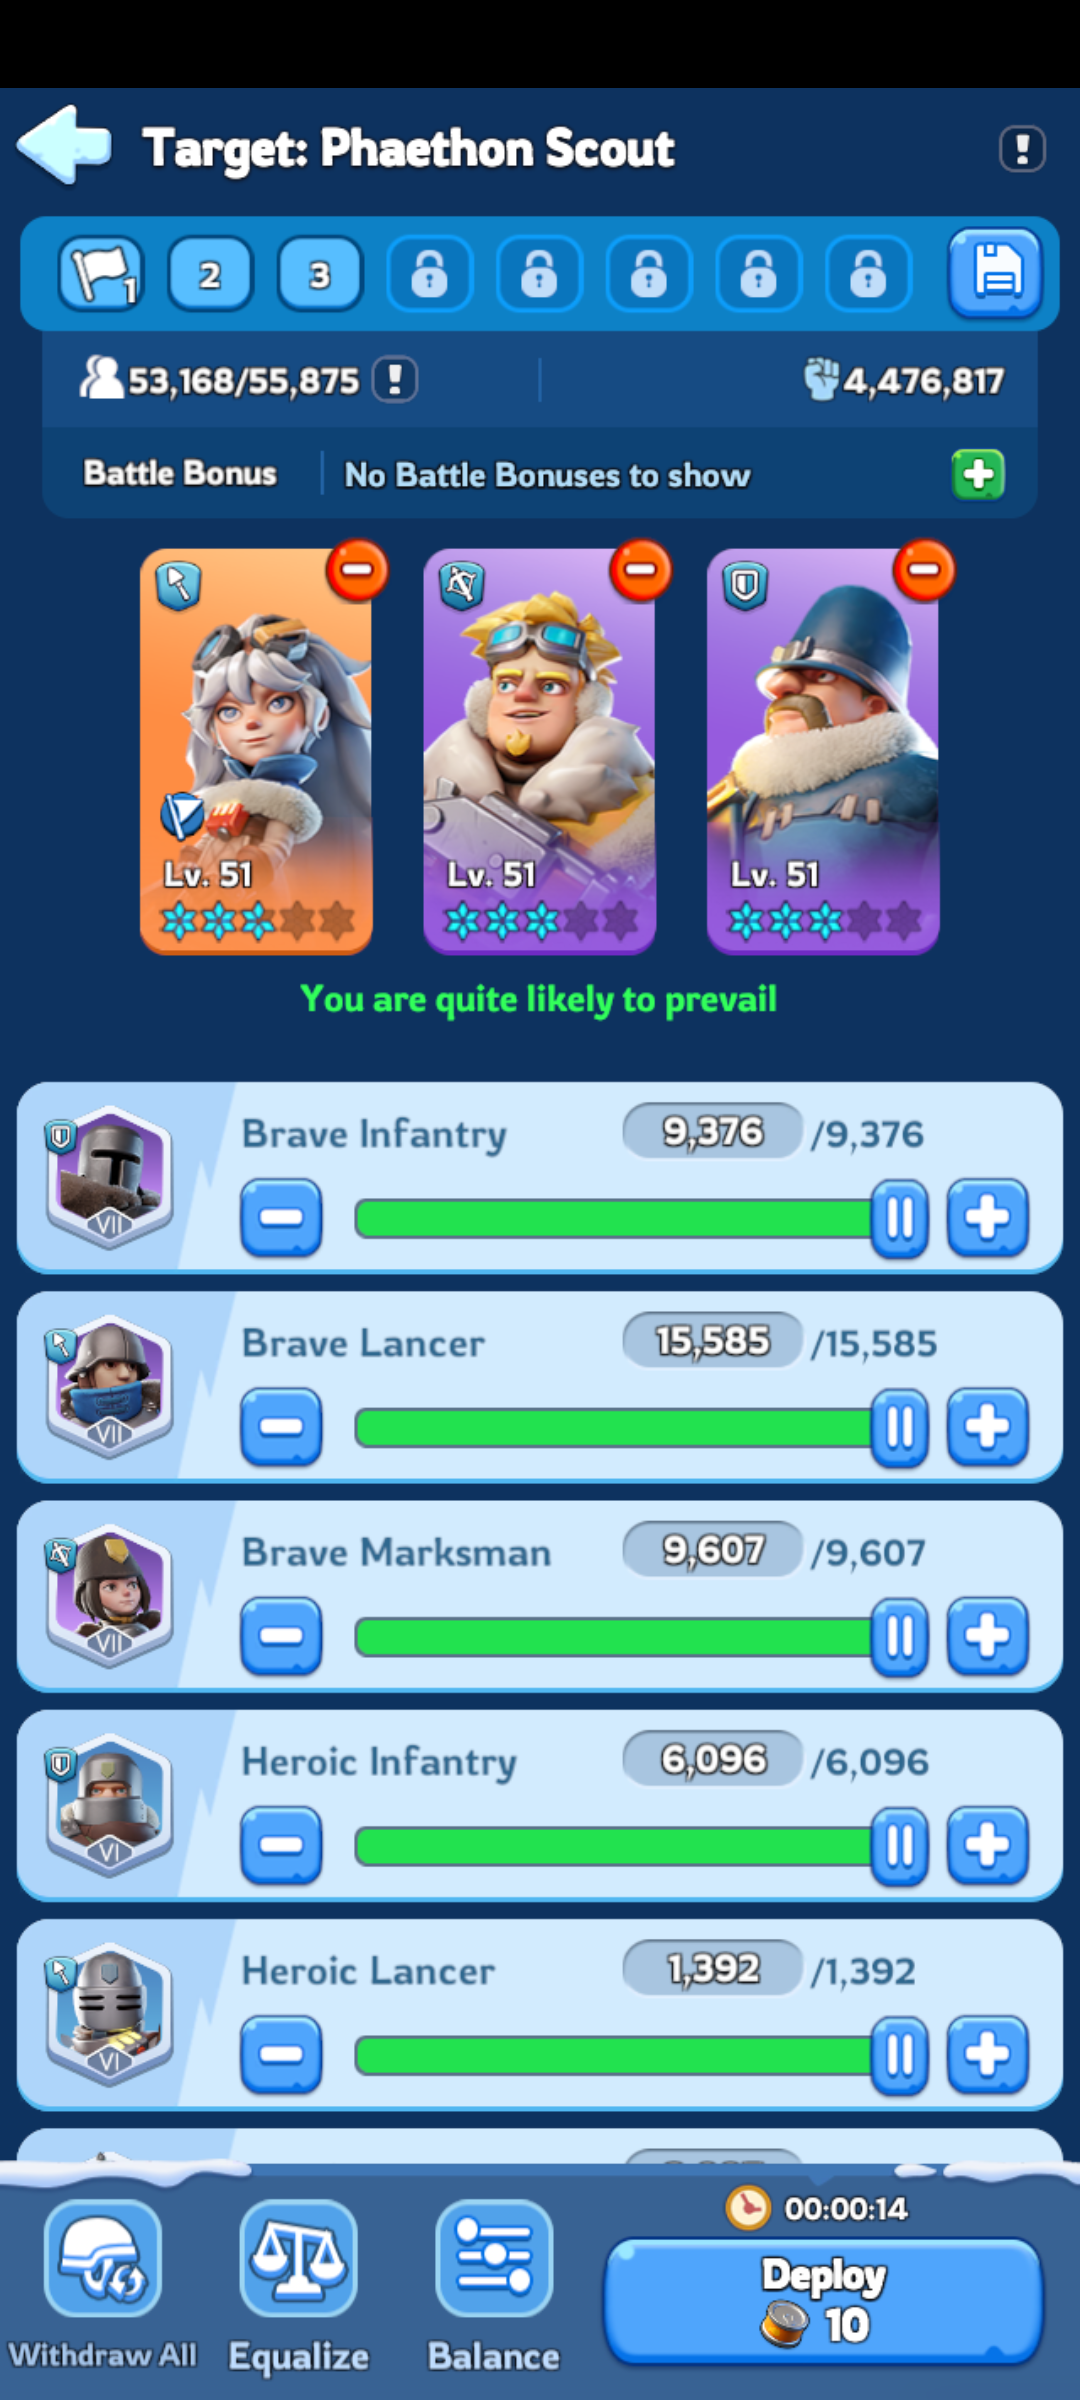 Target: Phaethon Scout
1
2
3
53,168/55,875
4,476,817
Battle Bonus
No Battle Bonuses to show
Lv. 51
Lv. 51
Lv. 51
You are quite likely to prevail
Brave Infantry
9,376 /9,376
VII
Brave Lancer
15,585 /15,585
VII
Brave Marksman
9,607 /9,607
VII
Heroic Infantry
6,096 /6,096
VI
Heroic Lancer
1,392 /1,392
VI
00:00:14
Deploy
10
Withdraw All
Equalize
Balance